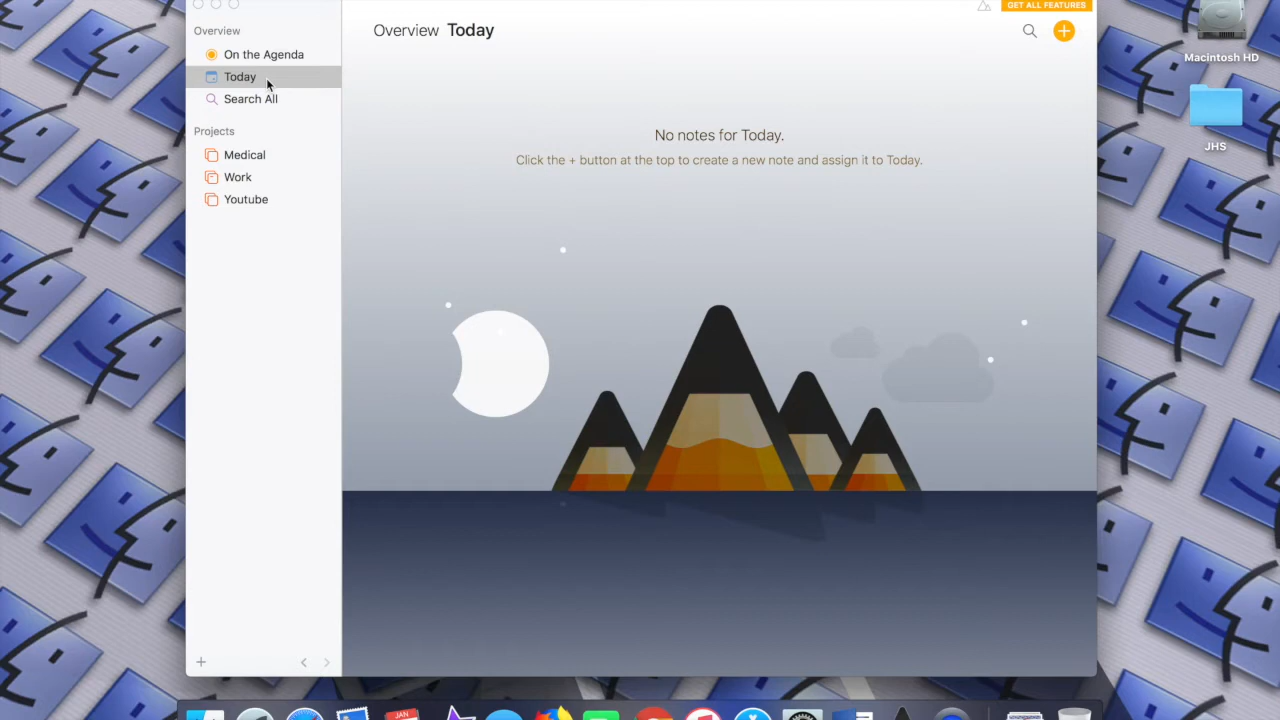 GET ALL FEATURES
Overview
Overview Today
On the Agenda
Today
Search All
Projects
Medical
Work
Youtube
No notes for Today.
Click the + button at the top to create a new note and assign it to Today.
Macintosh HD
JHS
JAN